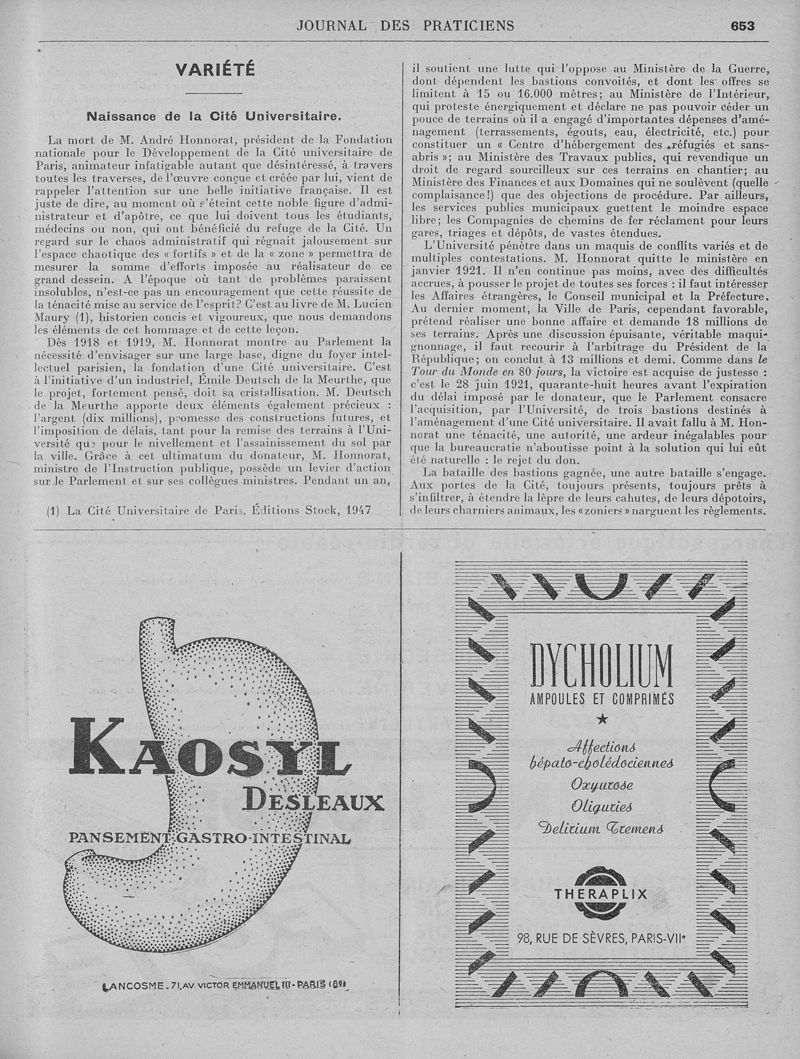 JOURNAL DES PRATICIENS 653
VARIÉTÉ
Naissance de la Cité Universitaire.
La mort de M. André Honnorat, président de la Fondation
nationale pour le Développement de la Cité universitaire de
Paris, animateur infatigable autant que désintéressé, à travers
toutes les traverses, de l'œuvre conçue et créée par lui, vient de
rappeler l'attention sur une belle initiative française. Il est
juste de dire, au moment où s'éteint cette noble figure d'admi-
nistrateur et d'apôtre, ce que lui doivent tous les étudiants,
médecins ou non, qui ont bénéficié du refuge de la Cité. Un
regard sur le chaos administratif qui régnait jalousement sur
l'espace chaotique des « fortifs » et de la « zone » permettra de
mesurer la somme d'efforts imposée au réalisateur de ce
grand dessein. A l'époque où tant de problèmes paraissent
insolubles, n'est-ce pas un encouragement que cette réussite de
la ténacité mise au service de l'esprit? C'est au livre de M. Lucien
Maury (1), historien concis et vigoureux, que nous demandons
les éléments de cet hommage et de cette leçon.
Dès 1918 et 1919, M. Honnorat montre au Parlement la
nécessité d'envisager sur une large base, digne du foyer intel-
lectuel parisien, la fondation d'une Cité universitaire. C'est
à l'initiative d'un industriel, Émile Deutsch de la Meurthe, que
le projet, fortement pensé, doit sa cristallisation. M. Deutsch
de la Meurthe apporte deux éléments également précieux :
l'argent (dix millions), promesse des constructions futures, et
l'imposition de délais, tant pour la remise des terrains à l'Uni-
versité que pour le nivellement et l'assainissement du sol par
la ville. Grâce à cet ultimatum du donateur, M. Honnorat,
ministre de l'Instruction publique, possède un levier d'action
sur le Parlement et sur ses collègues ministres. Pendant un an,
(1) La Cité Universitaire de Paris, Éditions Stock, 1947
il soutient une lutte qui l'oppose au Ministère de la Guerre,
dont dépendent les bastions convoités, et dont les offres se
limitent à 15 ou 16.000 mètres; au Ministère de l'Intérieur,
qui proteste énergiquement et déclare ne pas pouvoir céder un
pouce de terrains où il a engagé d'importantes dépenses d'amé-
nagement (terrassements, égouts, eau, électricité, etc.) pour
constituer un « Centre d'hébergement des réfugiés et sans-
abris »; au Ministère des Travaux publics, qui revendique un
droit de regard sourcilleux sur ces terrains en chantier; au
Ministère des Finances et aux Domaines qui ne soulèvent (quelle
complaisance!) que des objections de procédure. Par ailleurs,
les services publics municipaux guettent le moindre espace
libre; les Compagnies de chemins de fer réclament pour leurs
gares, triages et dépôts, de vastes étendues.
L'Université pénètre dans un maquis de conflits variés et de
multiples contestations. M. Honnorat quitte le ministère en
janvier 1921. Il n'en continue pas moins, avec des difficultés
accrues, à pousser le projet de toutes ses forces : il faut intéresser
les Affaires étrangères, le Conseil municipal et la Préfecture.
Au dernier moment, la Ville de Paris, cependant favorable,
prétend réaliser une bonne affaire et demande 18 millions de
ses terrains. Après une discussion épuisante, véritable maqui-
gnonnage, il faut recourir à l'arbitrage du Président de la
République; on conclut à 13 millions et demi. Comme dans le
Tour du Monde en 80 jours, la victoire est acquise de justesse :
c'est le 28 juin 1921, quarante-huit heures avant l'expiration
du délai imposé par le donateur, que le Parlement consacre
l'acquisition, par l'Université, de trois bastions destinés à
l'aménagement d'une Cité universitaire. Il avait fallu à M. Hon-
norat une ténacité, une autorité, une ardeur inégalables pour
que la bureaucratie n'aboutisse point à la solution qui lui eût
été naturelle : le rejet du don.
La bataille des bastions gagnée, une autre bataille s'engage.
Aux portes de la Cité, toujours présents, toujours prêts à
s'infiltrer, à étendre la lèpre de leurs cahutes, de leurs dépotoirs,
de leurs charniers animaux, les « zoniers » narguent les règlements.
KAOSYL
DESLEAUX
PANSEMENT GASTRO-INTESTINAL
LANCOSME. 71, AV. VICTOR EMMANUEL III - PARIS (8e)
DYCHOLIUM
AMPOULES ET COMPRIMÉS
★
Affections
hépato-cholédociennes
Oxyurose
Oliguries
Delirium Tremens
THERAPLIX
98, RUE DE SÈVRES, PARIS-VIIe